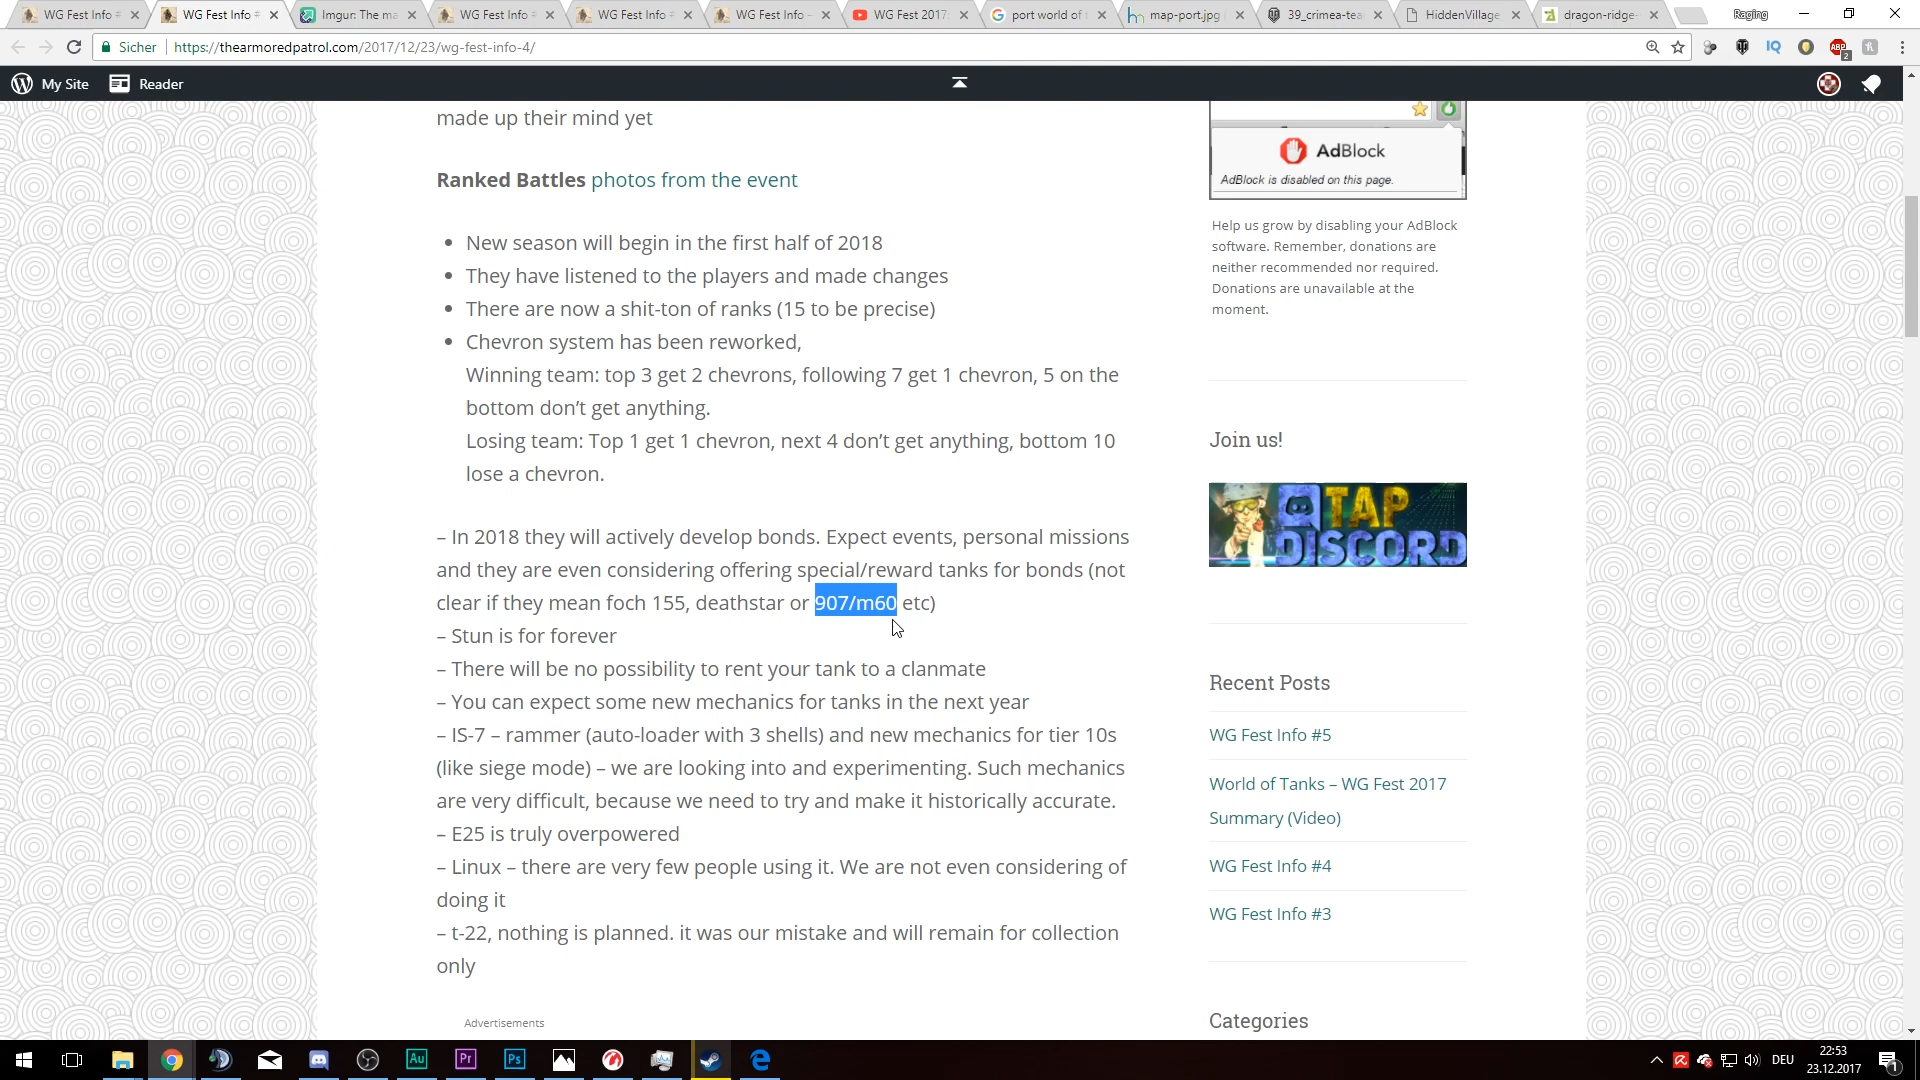 WG Fest Info #
WG Fest Info #
Imgur: The ma
WG Fest Info #
WG Fest Info #
WG Fest Info –
WG Fest 2017:
port world of t
map-port.jpg
39_crimea-tea
HiddenVillage
dragon-ridge-
Raging
Sicher
https://thearmoredpatrol.com/2017/12/23/wg-fest-info-4/
IQ
ABP
2
My Site
Reader
made up their mind yet
Ranked Battles photos from the event
• New season will begin in the first half of 2018
• They have listened to the players and made changes
• There are now a shit-ton of ranks (15 to be precise)
• Chevron system has been reworked,
Winning team: top 3 get 2 chevrons, following 7 get 1 chevron, 5 on the
bottom don’t get anything.
Losing team: Top 1 get 1 chevron, next 4 don’t get anything, bottom 10
lose a chevron.
– In 2018 they will actively develop bonds. Expect events, personal missions
and they are even considering offering special/reward tanks for bonds (not
clear if they mean foch 155, deathstar or 907/m60 etc)
– Stun is for forever
– There will be no possibility to rent your tank to a clanmate
– You can expect some new mechanics for tanks in the next year
– IS-7 – rammer (auto-loader with 3 shells) and new mechanics for tier 10s
(like siege mode) – we are looking into and experimenting. Such mechanics
are very difficult, because we need to try and make it historically accurate.
– E25 is truly overpowered
– Linux – there are very few people using it. We are not even considering of
doing it
– t-22, nothing is planned. it was our mistake and will remain for collection
only
Advertisements
AdBlock
AdBlock is disabled on this page.
Help us grow by disabling your AdBlock
software. Remember, donations are
neither recommended nor required.
Donations are unavailable at the
moment.
Join us!
TAP
DISCORD
Recent Posts
WG Fest Info #5
World of Tanks – WG Fest 2017
Summary (Video)
WG Fest Info #4
WG Fest Info #3
Categories
Au
Pr
Ps
DEU
22:53
23.12.2017
1